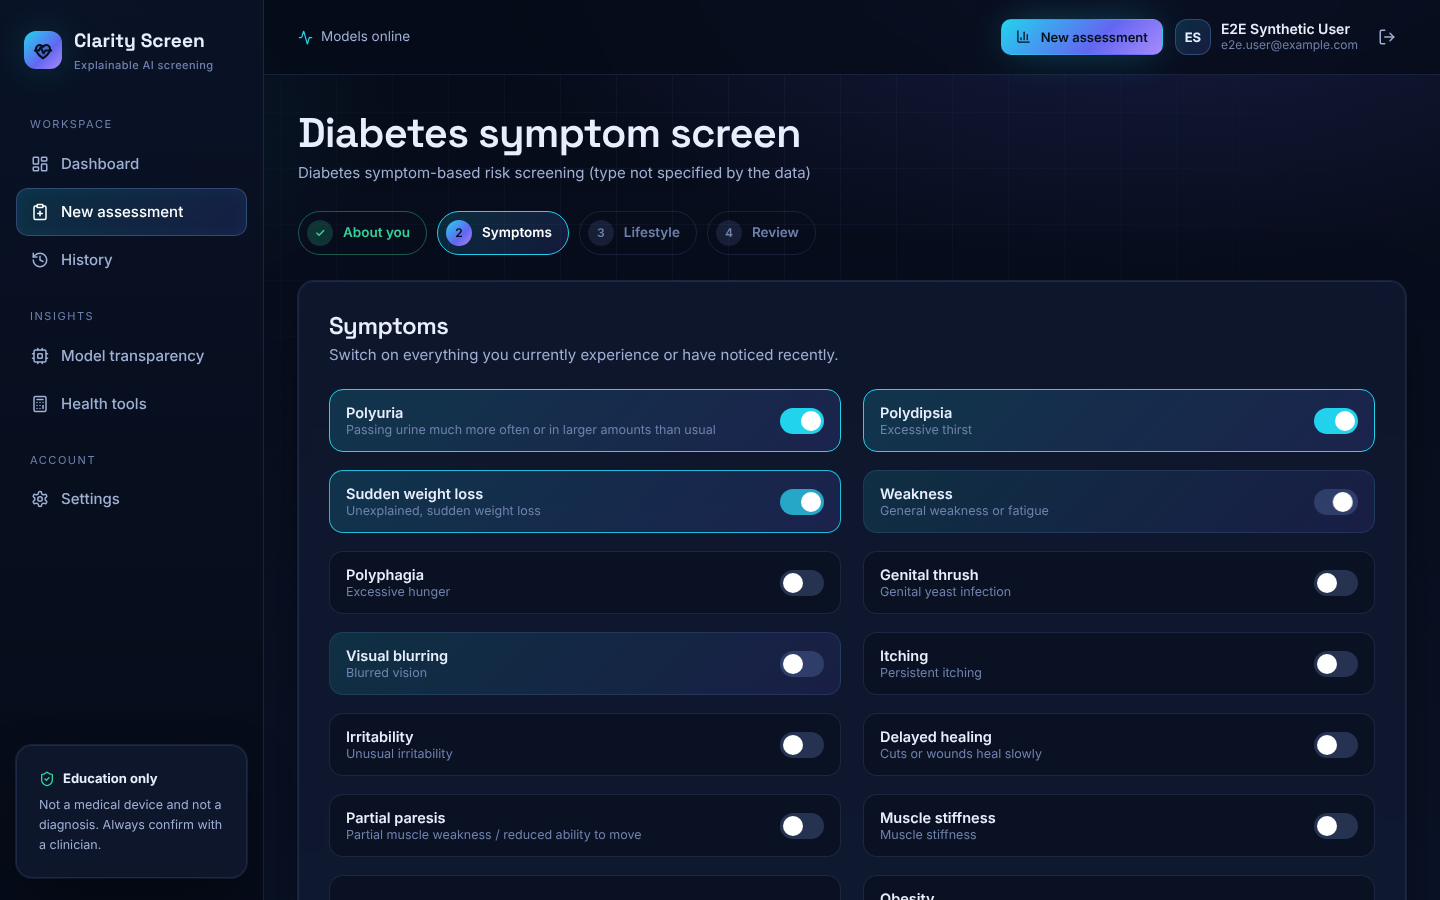 Clarity Screen
Explainable AI screening
WORKSPACE
Dashboard
New assessment
History
INSIGHTS
Model transparency
Health tools
ACCOUNT
Settings
Education only
Not a medical device and not a
diagnosis. Always confirm with
a clinician.
Models online
New assessment
ES
E2E Synthetic User
e2e.user@example.com
Diabetes symptom screen
Diabetes symptom-based risk screening (type not specified by the data)
About you
2 Symptoms
3 Lifestyle
4 Review
Symptoms
Switch on everything you currently experience or have noticed recently.
Polyuria
Passing urine much more often or in larger amounts than usual
Polydipsia
Excessive thirst
Sudden weight loss
Unexplained, sudden weight loss
Weakness
General weakness or fatigue
Polyphagia
Excessive hunger
Genital thrush
Genital yeast infection
Visual blurring
Blurred vision
Itching
Persistent itching
Irritability
Unusual irritability
Delayed healing
Cuts or wounds heal slowly
Partial paresis
Partial muscle weakness / reduced ability to move
Muscle stiffness
Muscle stiffness
Obesity